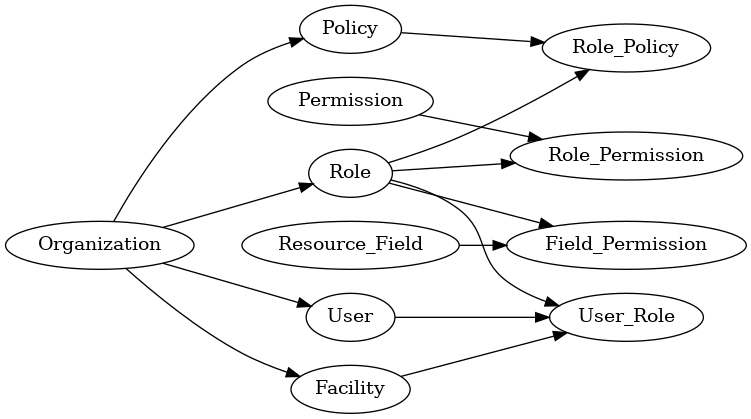 Policy
Role_Policy
Permission
Role_Permission
Role
Organization
Resource_Field
Field_Permission
User
User_Role
Facility